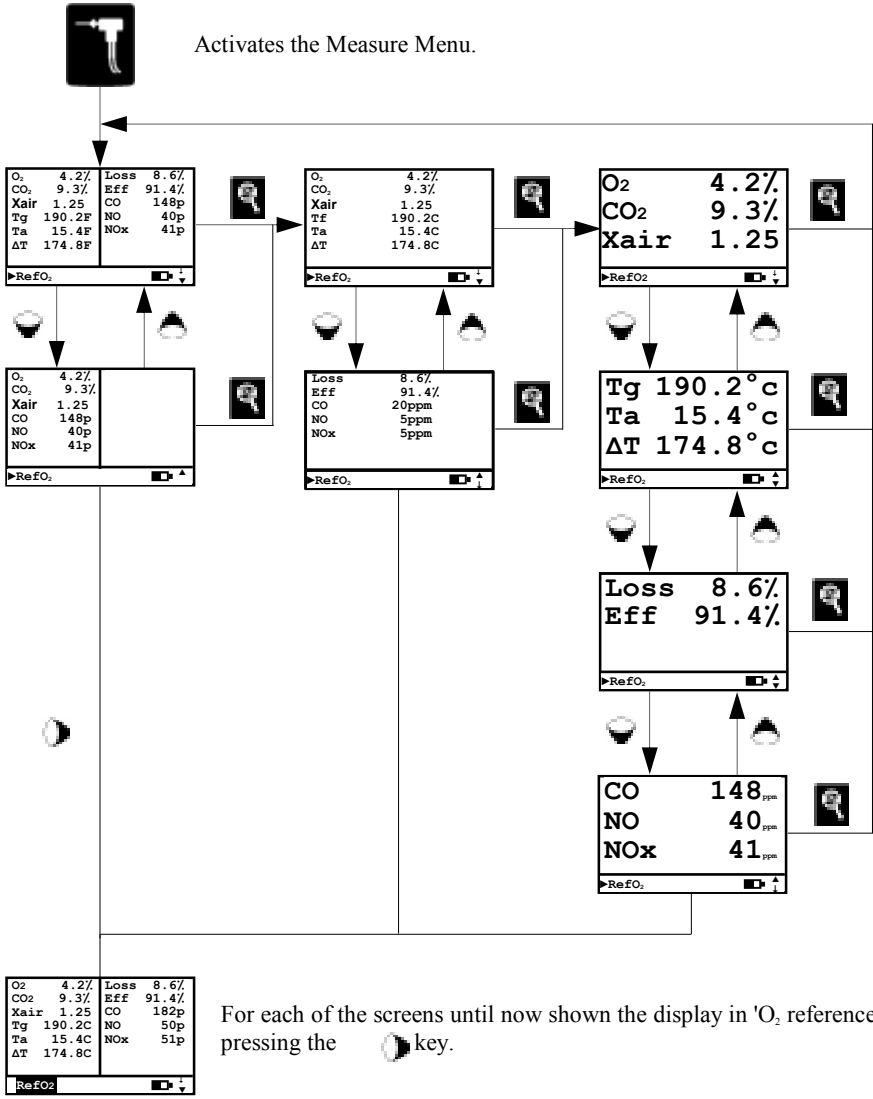 Activates the Measure Menu.
O₂ 4.2% Loss 8.6%
CO₂ 9.3% Eff 91.4%
Xair 1.25 CO 148p
Tg 190.2F NO 40p
Ta 15.4F NOx 41p
ΔT 174.8F
►RefO₂
O₂ 4.2%
CO₂ 9.3%
Xair 1.25
Tf 190.2C
Ta 15.4C
ΔT 174.8C
►RefO₂
O2 4.2%
CO2 9.3%
Xair 1.25
►RefO2
O₂ 4.2%
CO₂ 9.3%
Xair 1.25
CO 148p
NO 40p
NOx 41p
►RefO₂
Loss 8.6%
Eff 91.4%
CO 20ppm
NO 5ppm
NOx 5ppm
►RefO₂
Tg 190.2°c
Ta 15.4°c
ΔT 174.8°c
►RefO₂
Loss 8.6%
Eff 91.4%
►RefO₂
CO 148ppm
NO 40ppm
NOx 41ppm
►RefO₂
O2 4.2% Loss 8.6%
CO2 9.3% Eff 91.4%
Xair 1.25 CO 182p
Tg 190.2C NO 50p
Ta 15.4C NOx 51p
ΔT 174.8C
RefO2
For each of the screens until now shown the display in 'O₂ reference
pressing the key.